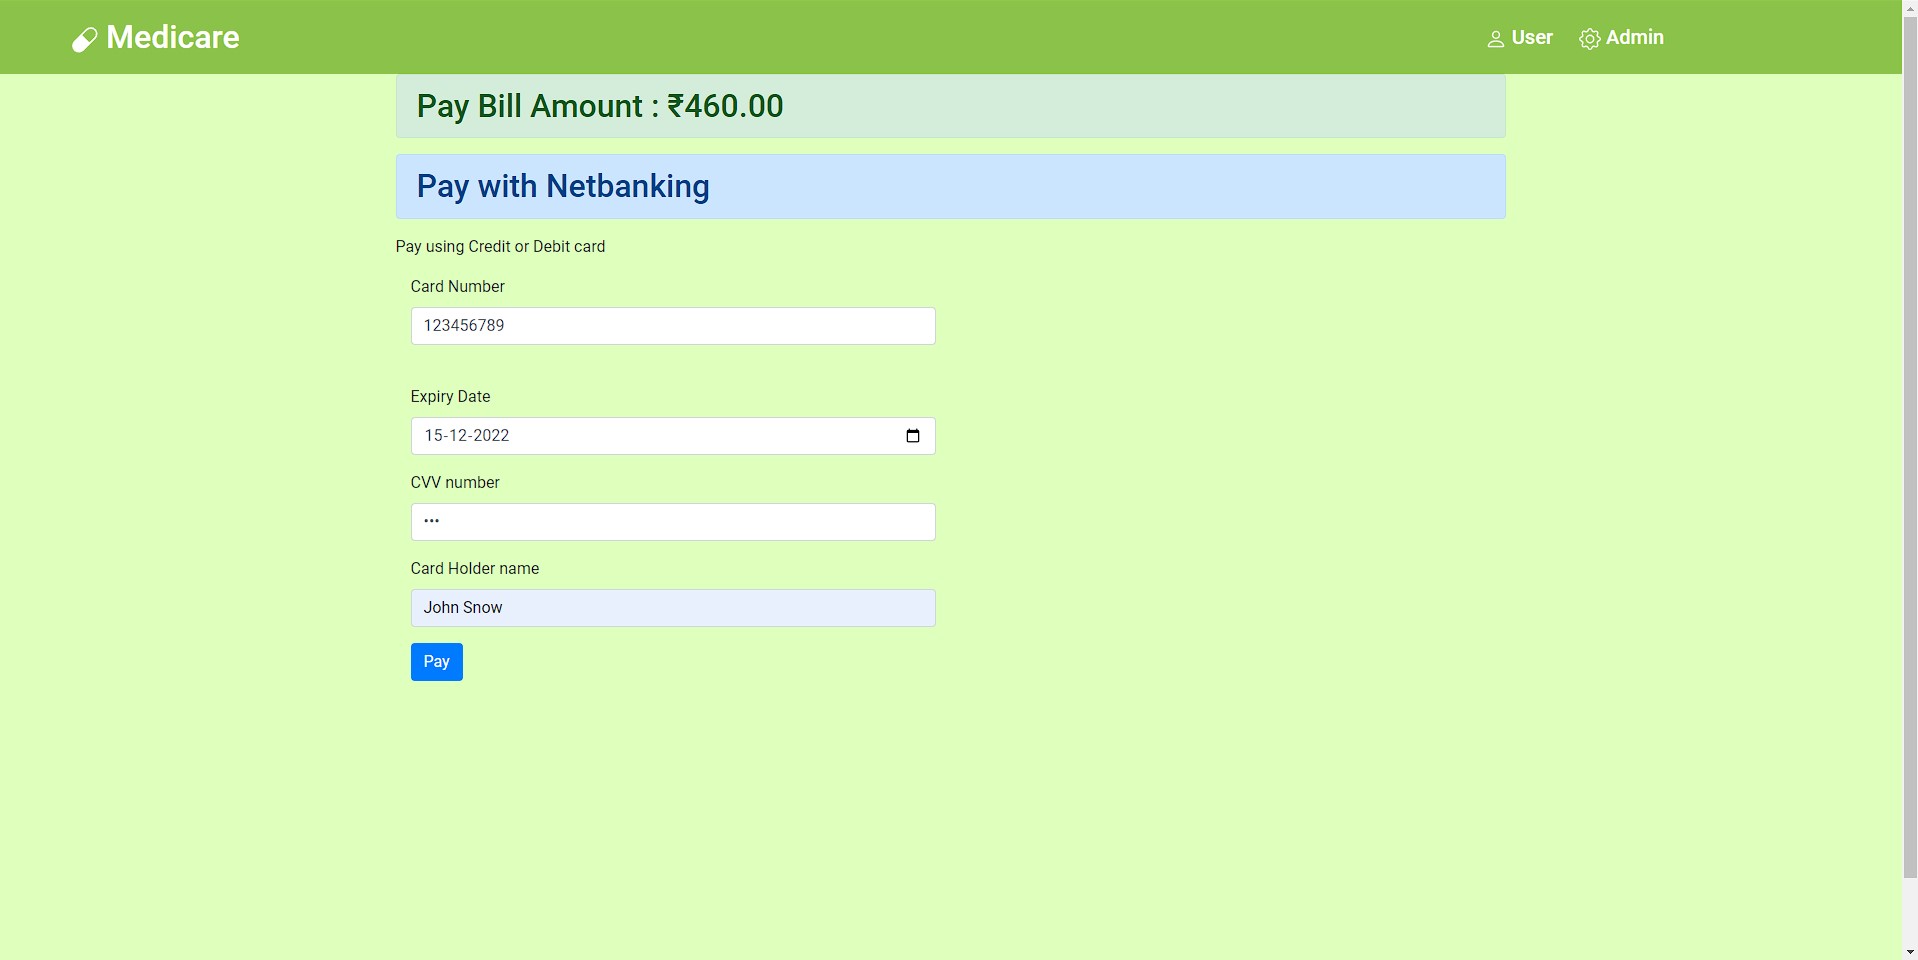 Medicare
User
Admin
Pay Bill Amount : ₹460.00
Pay with Netbanking
Pay using Credit or Debit card
Card Number
123456789
Expiry Date
15-12-2022
CVV number
•••
Card Holder name
John Snow
Pay